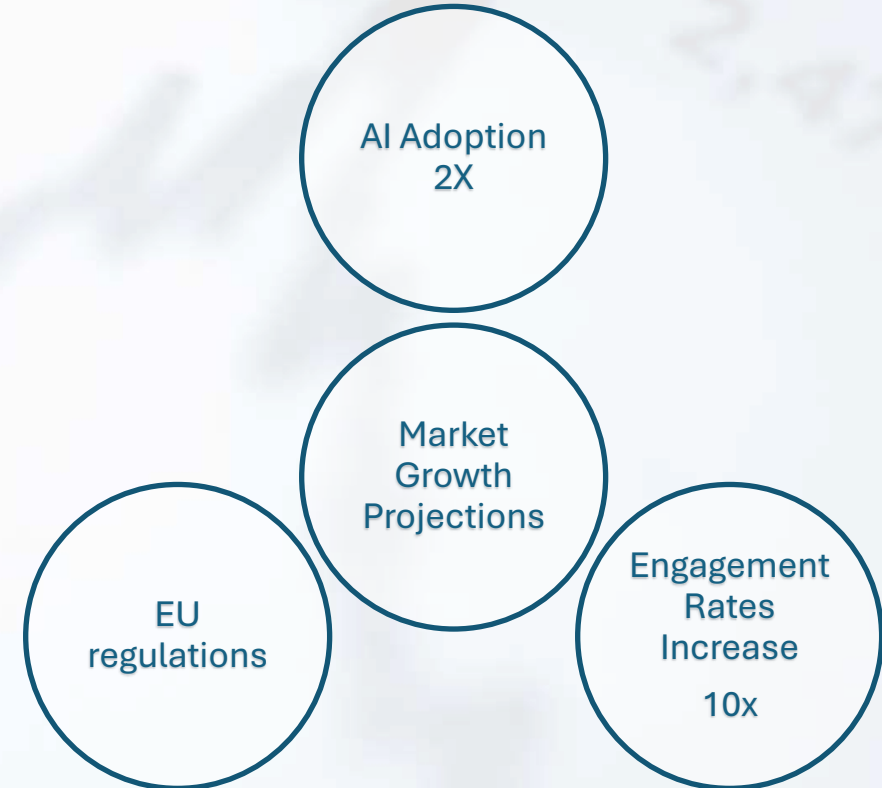 AI Adoption
2X
Market
Growth
Projections
EU
regulations
Engagement
Rates
Increase
10x